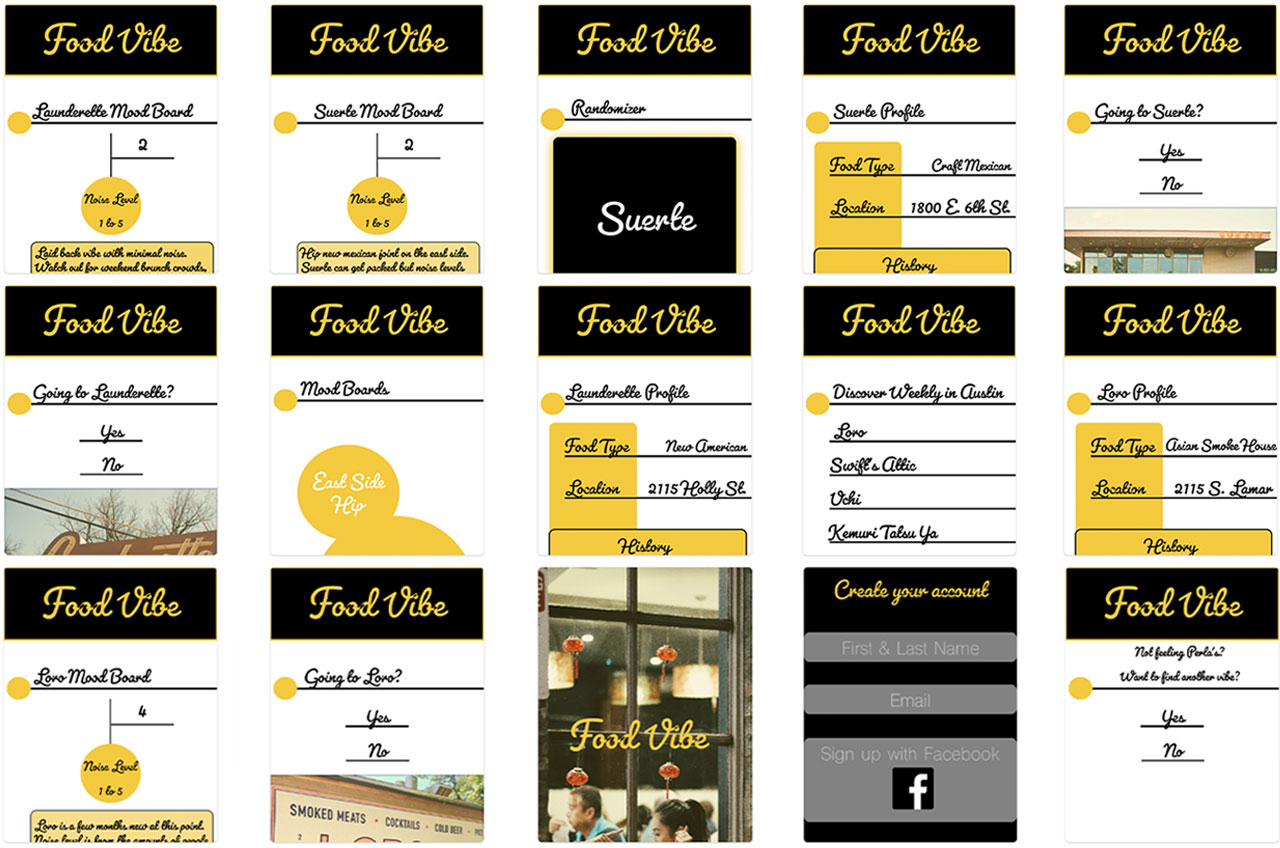 Food Vibe
Launderette Mood Board
2
Noise Level
1 to 5
Laid back vibe with minimal noise.
Watch out for weekend brunch crowds,
Food Vibe
Suerte Mood Board
2
Noise Level
1 to 5
Hip new mexican joint on the east side.
Suerte can get packed but noise levels
Food Vibe
Randomizer
Suerte
Food Vibe
Suerte Profile
Food Type Craft Mexican
Location 1800 E. 6th St.
History
Food Vibe
Going to Suerte?
Yes
No
SUERTE
Food Vibe
Going to Launderette?
Yes
No
Launderette
Food Vibe
Mood Boards
East Side
Hip
Food Vibe
Launderette Profile
Food Type New American
Location 2115 Holly St.
History
Food Vibe
Discover Weekly in Austin
Loro
Swift's Attic
Uchi
Kemuri Tatsu Ya
Food Vibe
Loro Profile
Food Type Asian Smoke House
Location 2115 S. Lamar
History
Food Vibe
Loro Mood Board
4
Noise Level
1 to 5
Loro is a few months new at this point.
Noise level is from the amounts of people
Food Vibe
Going to Loro?
Yes
No
SMOKED MEATS • COCKTAILS • COLD BEER •
LORO
Food Vibe
Create your account
First & Last Name
Email
Sign up with Facebook
f
Food Vibe
Not feeling Perla's?
Want to find another vibe?
Yes
No